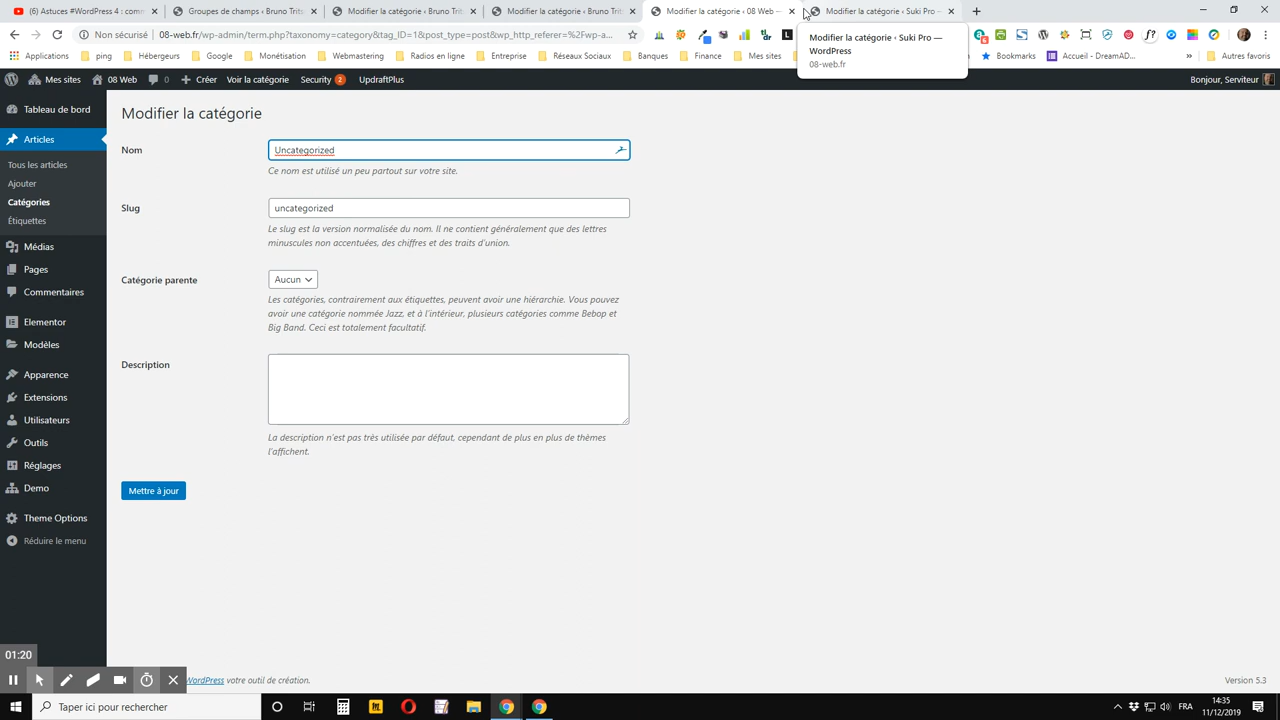 (6) Astuces #WordPress 4 : comm
Groupes de champs ‹ Bruno Trit
Modifier la catégorie ‹ Bruno Trit
Modifier la catégorie ‹ Bruno Trit
Modifier la catégorie ‹ 08 Web —
Modifier la catégorie ‹ Suki Pro —
Non sécurisé
08-web.fr/wp-admin/term.php?taxonomy=category&tag_ID=1&post_type=post&wp_http_referer=%2Fwp-a...
Modifier la catégorie ‹ Suki Pro —
WordPress
08-web.fr
Applications
ping
Hébergeurs
Google
Monétisation
Webmastering
Radios en ligne
Entreprise
Réseaux Sociaux
Banques
Finance
Mes sites
Bookmarks
Accueil – DreamAD...
»
Autres favoris
Mes sites
08 Web
0
Créer
Voir la catégorie
Security 2
UpdraftPlus
Bonjour, Serviteur
Tableau de bord
Articles
Tous les articles
Ajouter
Catégories
Étiquettes
Médias
Pages
Commentaires
Elementor
Modèles
Apparence
Extensions
Utilisateurs
Outils
Réglages
Demo
Theme Options
Réduire le menu
Modifier la catégorie
Nom
Uncategorized
Ce nom est utilisé un peu partout sur votre site.
Slug
uncategorized
Le slug est la version normalisée du nom. Il ne contient généralement que des lettres
minuscules non accentuées, des chiffres et des traits d'union.
Catégorie parente
Aucun
Les catégories, contrairement aux étiquettes, peuvent avoir une hiérarchie. Vous pouvez
avoir une catégorie nommée Jazz, et à l'intérieur, plusieurs catégories comme Bebop et
Big Band. Ceci est totalement facultatif.
Description
La description n'est pas très utilisée par défaut, cependant de plus en plus de thèmes
l'affichent.
Mettre à jour
01:20
WordPress votre outil de création.
Version 5.3
Taper ici pour rechercher
FRA
14:35
11/12/2019